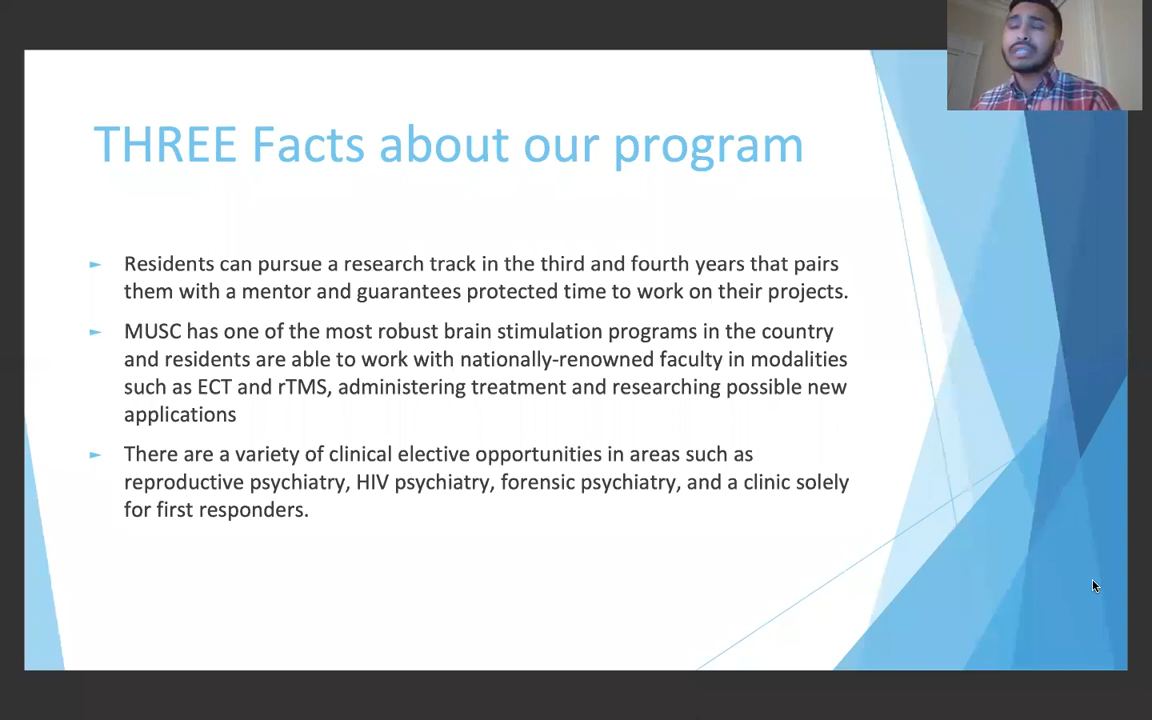 THREE Facts about our program
Residents can pursue a research track in the third and fourth years that pairs
them with a mentor and guarantees protected time to work on their projects.
MUSC has one of the most robust brain stimulation programs in the country
and residents are able to work with nationally-renowned faculty in modalities
such as ECT and rTMS, administering treatment and researching possible new
applications
There are a variety of clinical elective opportunities in areas such as
reproductive psychiatry, HIV psychiatry, forensic psychiatry, and a clinic solely
for first responders.